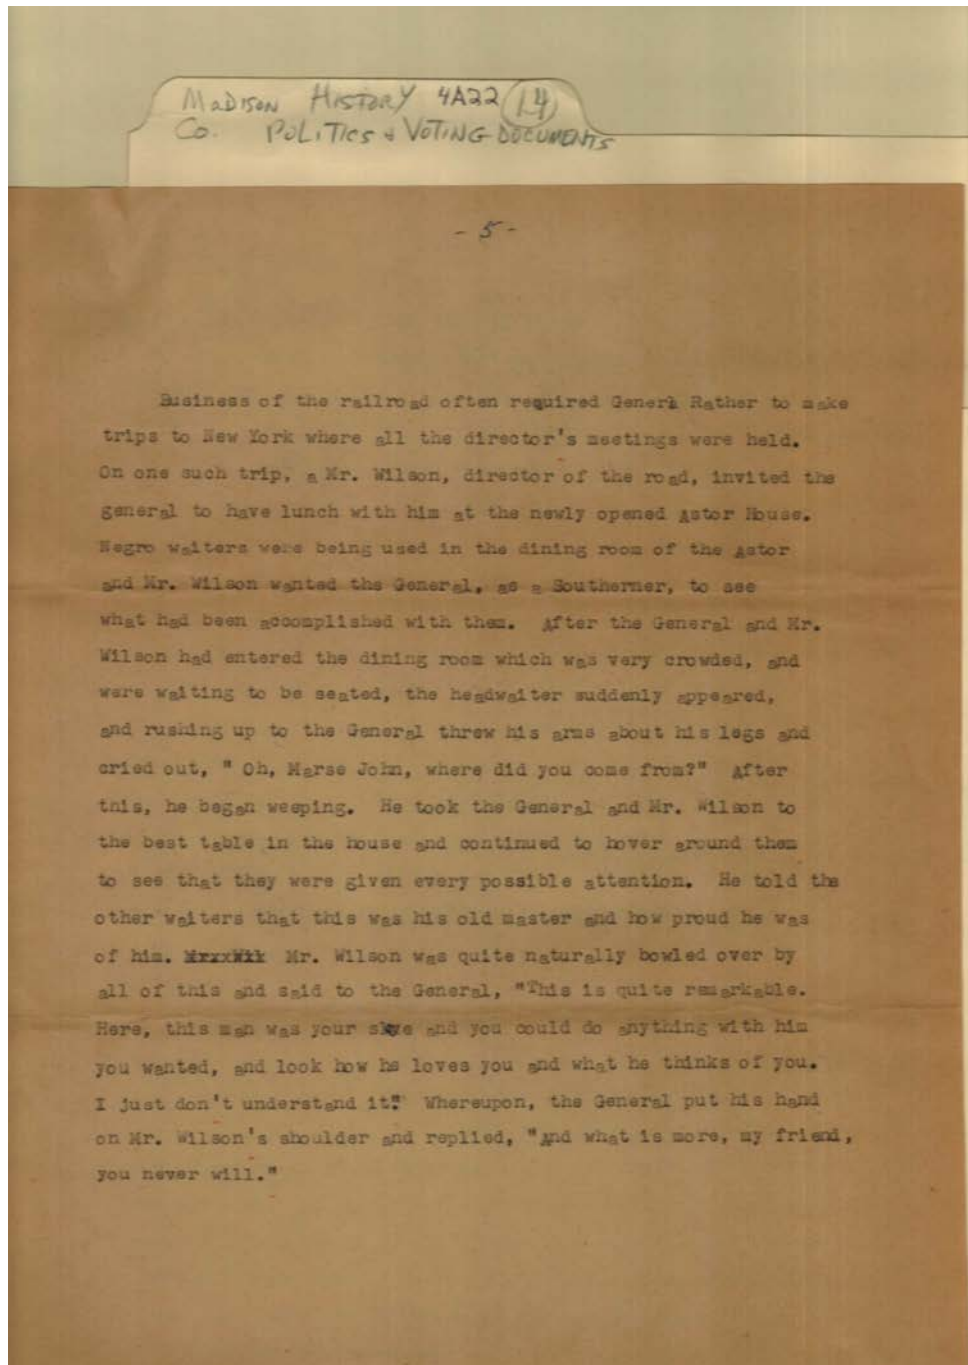 MaDISON HISTORY 4A22 14
Co. POLITICS & VOTING DOCUMENTS
- 5 -
Business of the railroad often required Generl Rather to make
trips to New York where all the director's meetings were held.
On one such trip, a Mr. Wilson, director of the road, invited the
general to have lunch with him at the newly opened Astor House.
Negro waiters were being used in the dining room of the Astor
and Mr. Wilson wanted the General, as a Southerner, to see
what had been accomplished with them. After the General and Mr.
Wilson had entered the dining room which was very crowded, and
were waiting to be seated, the headwaiter suddenly appeared,
and rushing up to the General threw his arms about his legs and
cried out, " Oh, Marse John, where did you come from?" After
this, he began weeping. He took the General and Mr. Wilson to
the best table in the house and continued to hover around them
to see that they were given every possible attention. He told the
other waiters that this was his old master and how proud he was
of him. Mr. Wilson was quite naturally bowled over by
all of this and said to the General, "This is quite remarkable.
Here, this man was your slave and you could do anything with him
you wanted, and look how he loves you and what he thinks of you.
I just don't understand it." Whereupon, the General put his hand
on Mr. Wilson's shoulder and replied, "And what is more, my friend,
you never will."